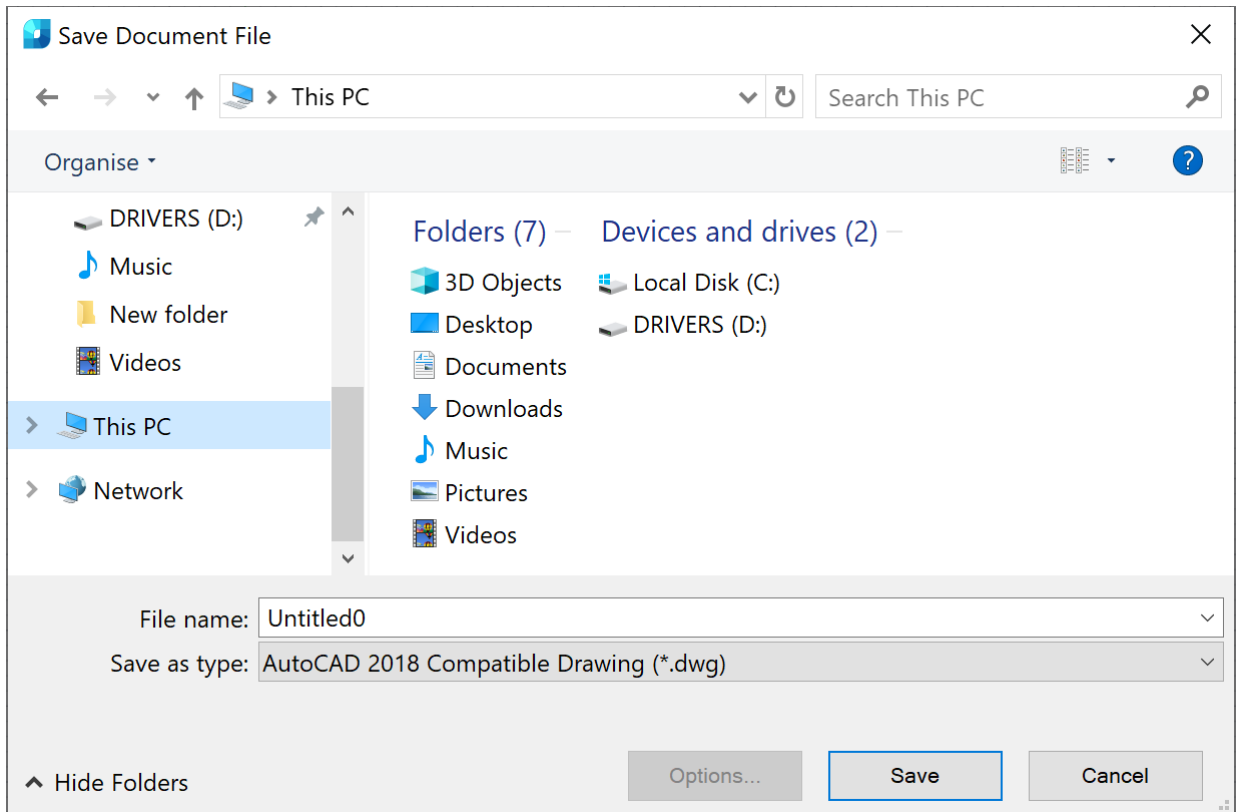 Save Document File
This PC
Search This PC
Organise
DRIVERS (D:)
Music
New folder
Videos
This PC
Network
Folders (7)
3D Objects
Desktop
Documents
Downloads
Music
Pictures
Videos
Devices and drives (2)
Local Disk (C:)
DRIVERS (D:)
File name: Untitled0
Save as type: AutoCAD 2018 Compatible Drawing (*.dwg)
Hide Folders
Options...
Save
Cancel